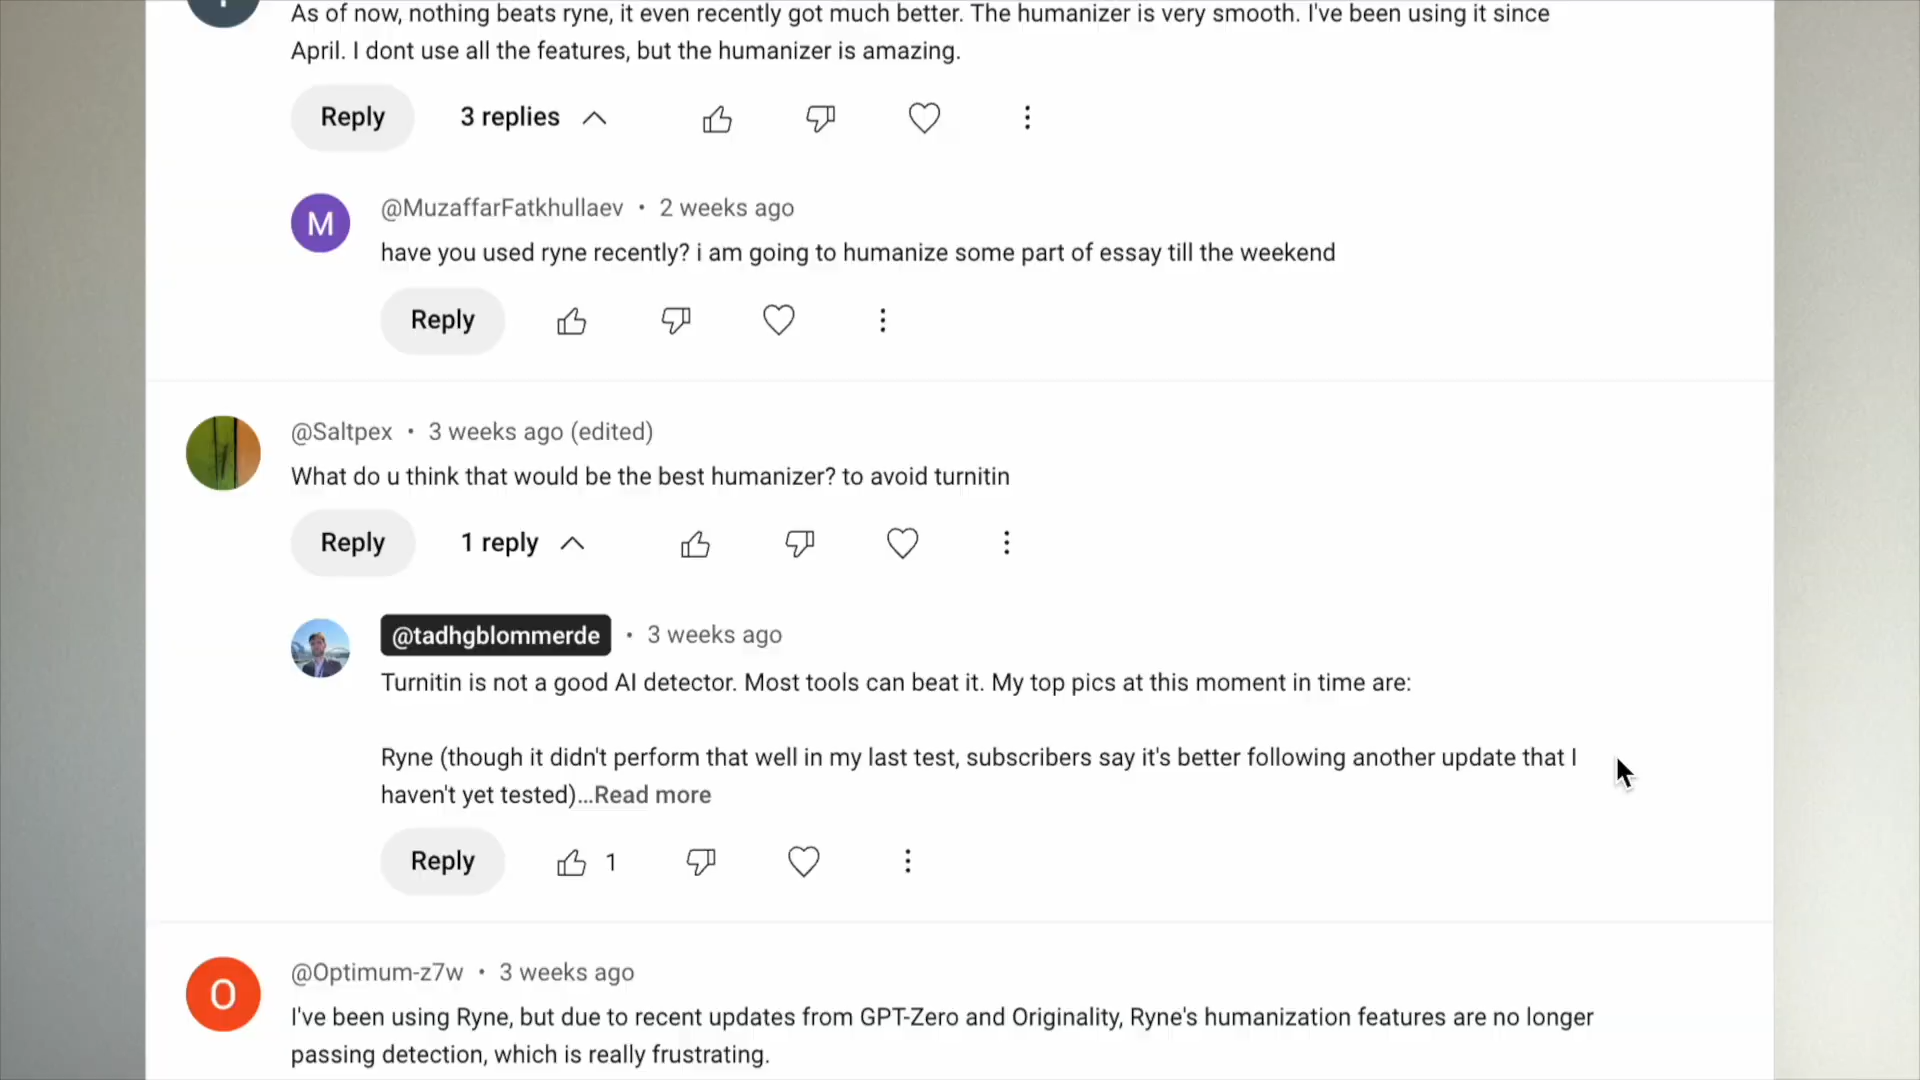 As of now, nothing beats ryne, it even recently got much better. The humanizer is very smooth. I've been using it since
April. I dont use all the features, but the humanizer is amazing.
Reply 3 replies
M
@MuzaffarFatkhullaev • 2 weeks ago
have you used ryne recently? i am going to humanize some part of essay till the weekend
Reply
@Saltpex • 3 weeks ago (edited)
What do u think that would be the best humanizer? to avoid turnitin
Reply 1 reply
@tadhgblommerde • 3 weeks ago
Turnitin is not a good AI detector. Most tools can beat it. My top pics at this moment in time are:
Ryne (though it didn't perform that well in my last test, subscribers say it's better following another update that I
haven't yet tested)...Read more
Reply 1
O
@Optimum-z7w • 3 weeks ago
I've been using Ryne, but due to recent updates from GPT-Zero and Originality, Ryne's humanization features are no longer
passing detection, which is really frustrating.